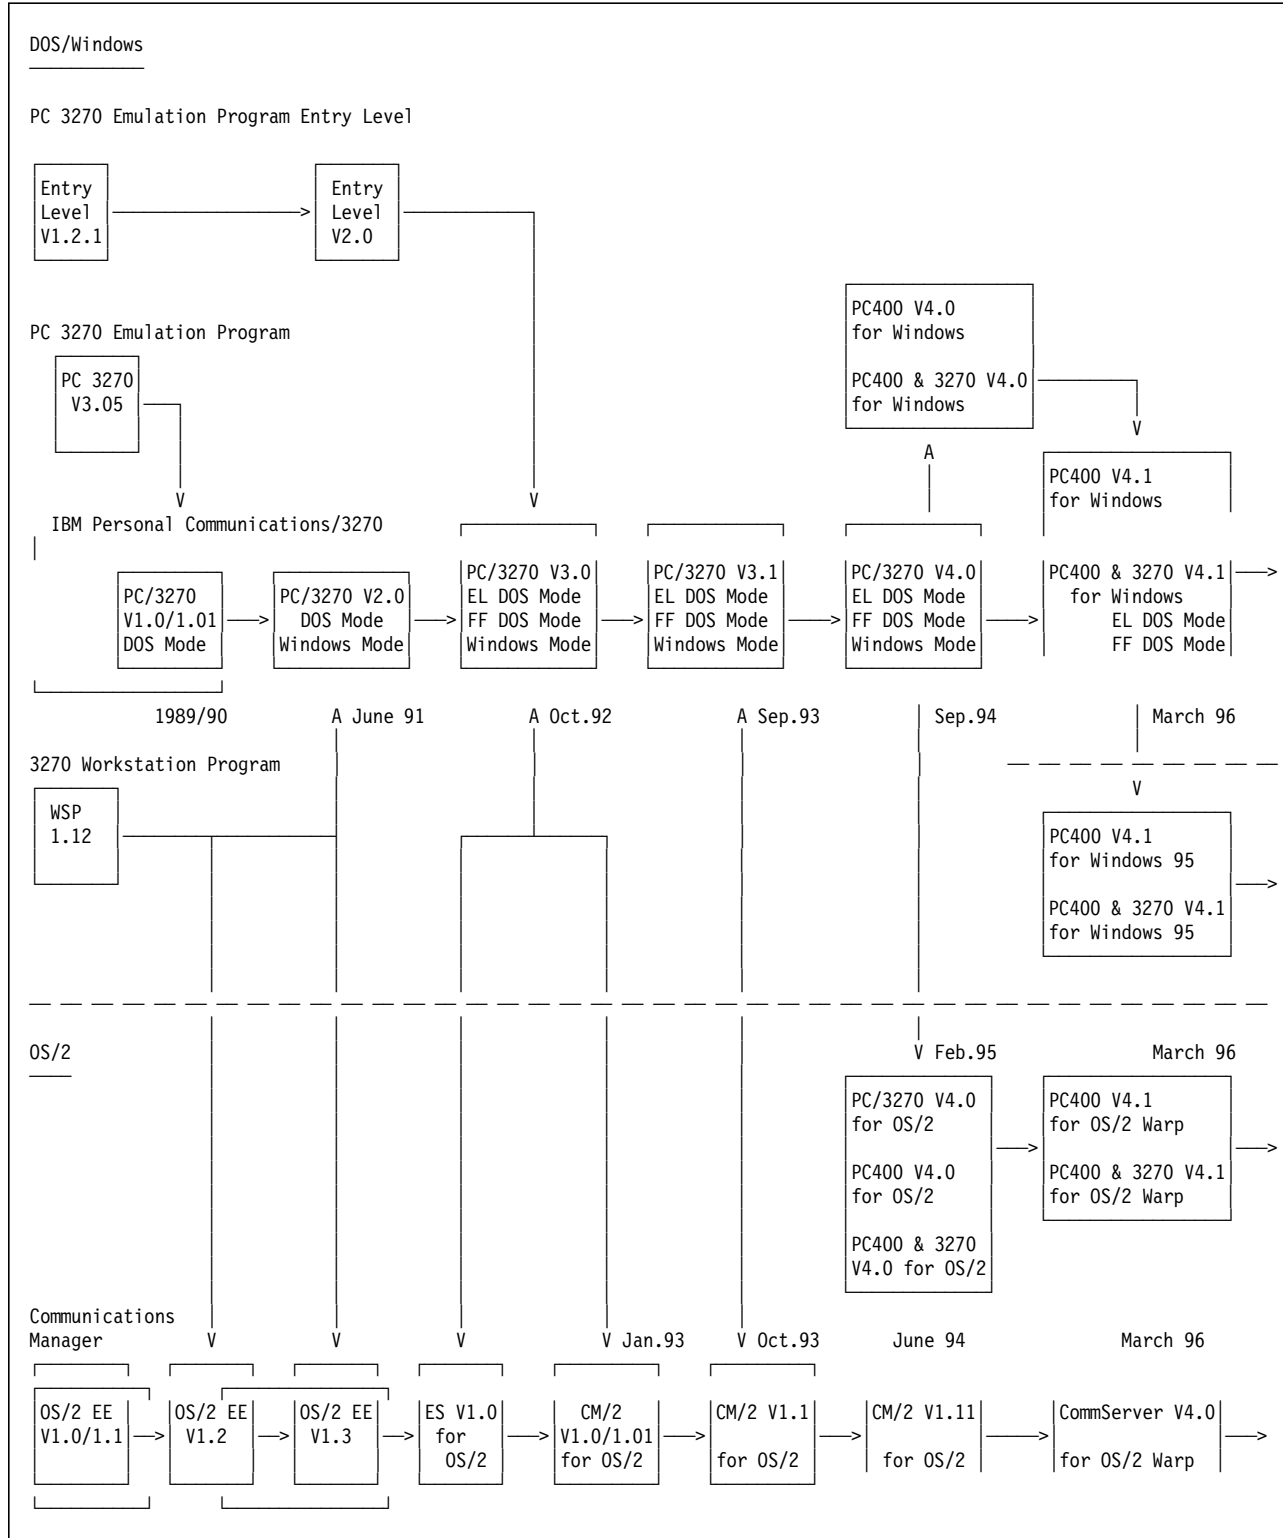 DOS/Windows
PC 3270 Emulation Program Entry Level
Entry
Level
V1.2.1
Entry
Level
V2.0
PC400 V4.0
for Windows
PC400 & 3270 V4.0
for Windows
PC 3270 Emulation Program
PC 3270
V3.05
V
A
PC400 V4.1
for Windows
V
V
IBM Personal Communications/3270
PC/3270
V1.0/1.01
DOS Mode
PC/3270 V2.0
DOS Mode
Windows Mode
PC/3270 V3.0
EL DOS Mode
FF DOS Mode
Windows Mode
PC/3270 V3.1
EL DOS Mode
FF DOS Mode
Windows Mode
PC/3270 V4.0
EL DOS Mode
FF DOS Mode
Windows Mode
PC400 & 3270 V4.1
for Windows
EL DOS Mode
FF DOS Mode
1989/90 A June 91 A Oct.92 A Sep.93 Sep.94 March 96
3270 Workstation Program
WSP
1.12
V
PC400 V4.1
for Windows 95
PC400 & 3270 V4.1
for Windows 95
OS/2
V Feb.95 March 96
PC/3270 V4.0
for OS/2
PC400 V4.0
for OS/2
PC400 & 3270
V4.0 for OS/2
PC400 V4.1
for OS/2 Warp
PC400 & 3270 V4.1
for OS/2 Warp
Communications
Manager V V V V Jan.93 V Oct.93 June 94 March 96
OS/2 EE
V1.0/1.1
OS/2 EE
V1.2
OS/2 EE
V1.3
ES V1.0
for
OS/2
CM/2
V1.0/1.01
for OS/2
CM/2 V1.1
for OS/2
CM/2 V1.11
for OS/2
CommServer V4.0
for OS/2 Warp